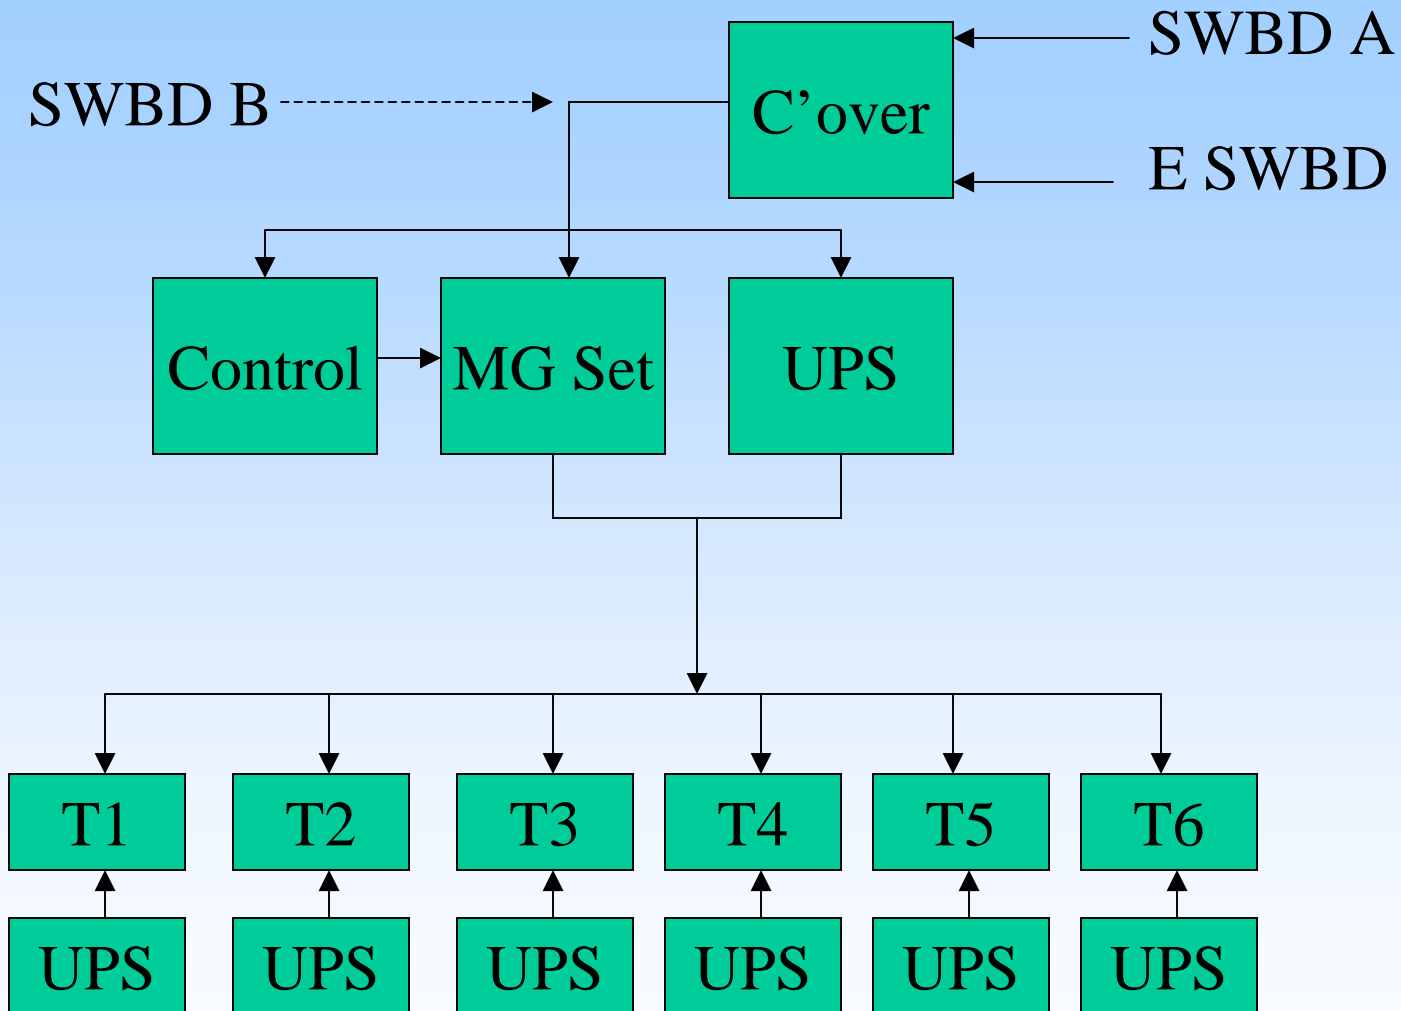 SWBD A
SWBD B
C’over
E SWBD
Control
MG Set
UPS
T1
T2
T3
T4
T5
T6
UPS
UPS
UPS
UPS
UPS
UPS